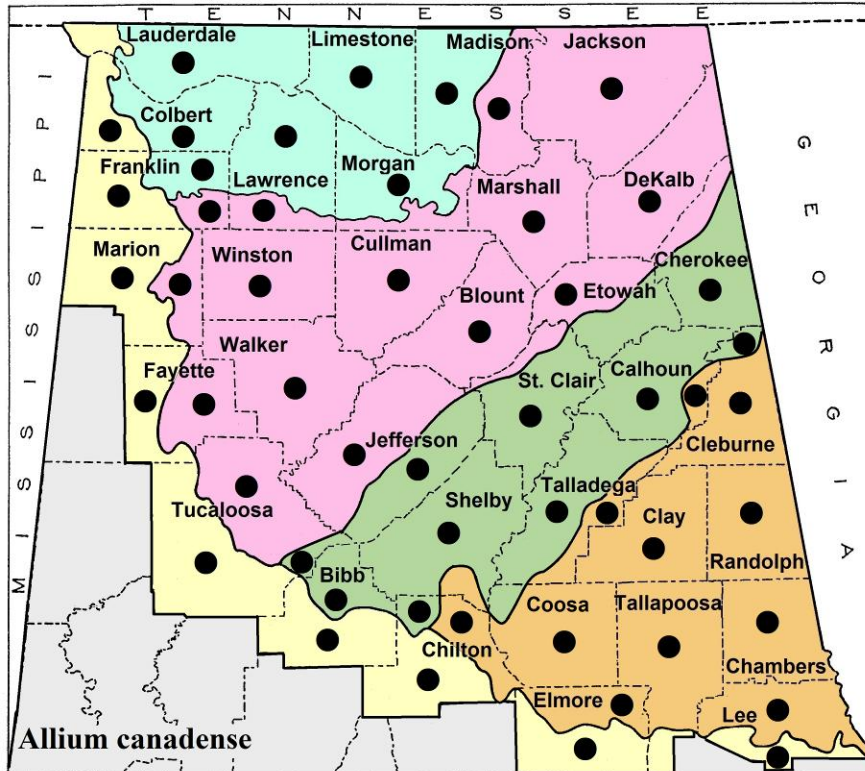 T E N N E S S E E
Lauderdale
Limestone
Madison
Jackson
Colbert
Franklin
Lawrence
Morgan
Marshall
DeKalb
Marion
Winston
Cullman
Cherokee
Blount
Etowah
Walker
Fayette
St. Clair
Calhoun
Jefferson
Cleburne
Tucaloosa
Shelby
Talladega
Clay
Randolph
Bibb
Coosa
Tallapoosa
Chilton
Chambers
Elmore
Lee
MISSISSIPPI
GEORGIA
Allium canadense